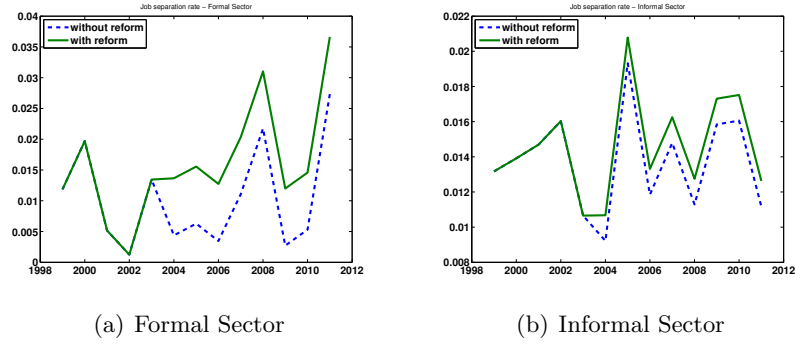 Job separation rate – Formal Sector
0.04
0.035
0.03
0.025
0.02
0.015
0.01
0.005
0
1998 2000 2002 2004 2006 2008 2010 2012
without reform
with reform
(a) Formal Sector
Job separation rate – Informal Sector
0.022
0.02
0.018
0.016
0.014
0.012
0.01
0.008
1998 2000 2002 2004 2006 2008 2010 2012
without reform
with reform
(b) Informal Sector